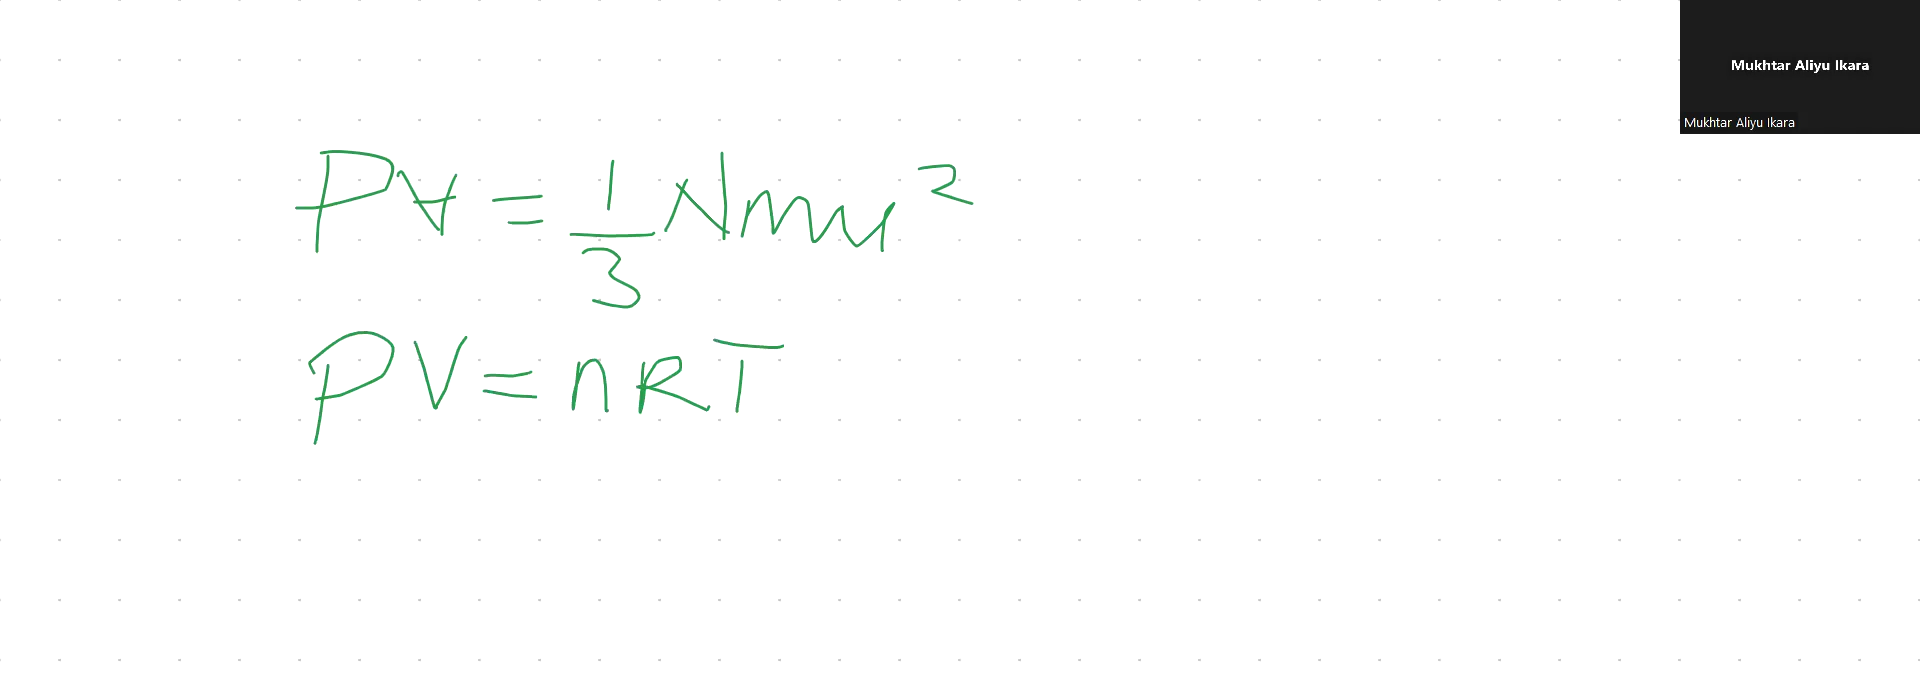 PV = 1/3 Nmu²
PV = nRT
Mukhtar Aliyu Ikara
Mukhtar Aliyu Ikara